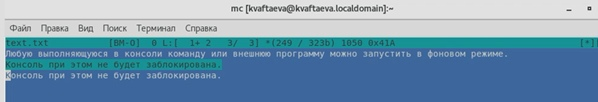 mc [kvaftaeva@kvaftaeva.localdomain]:~
Файл Правка Вид Поиск Терминал Справка
text.txt [BM-O] 0 L:[ 1+ 2 3/ 3] *(249 / 323b) 1050 0x41A [*]
Любую выполняющуюся в консоли команду или внешнюю программу можно запустить в фоновом режиме.
Консоль при этом не будет заблокирована.
Консоль при этом не будет заблокирована.